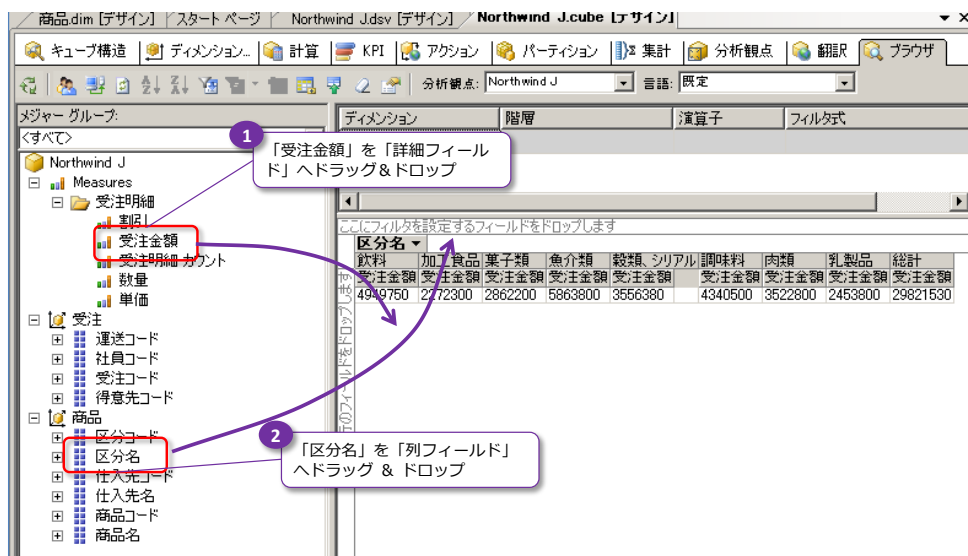 商品.dim [デザイン]
スタート ページ
Northwind J.dsv [デザイン]
Northwind J.cube [デザイン]
キューブ構造
ディメンション...
計算
KPI
アクション
パーティション
集計
分析観点
翻訳
ブラウザ
分析観点: Northwind J
言語: 既定
メジャー グループ:
<すべて>
Northwind J
Measures
受注明細
割引
受注金額
受注明細 カウント
数量
単価
受注
運送コード
社員コード
受注コード
得意先コード
商品
区分コード
区分名
仕入先コード
仕入先名
商品コード
商品名
1
「受注金額」を「詳細フィール
ド」へドラッグ&ドロップ
2
「区分名」を「列フィールド」
へドラッグ & ドロップ
ディメンション 階層 演算子 フィルタ式
ここにフィルタを設定するフィールドをドロップします
区分名
飲料 加工食品 菓子類 魚介類 穀類、シリアル 調味料 肉類 乳製品 総計
受注金額 受注金額 受注金額 受注金額 受注金額 受注金額 受注金額 受注金額 受注金額
4949750 2272300 2862200 5863800 3556380 4340500 3522800 2453800 29821530
行のフィールドをドロップします